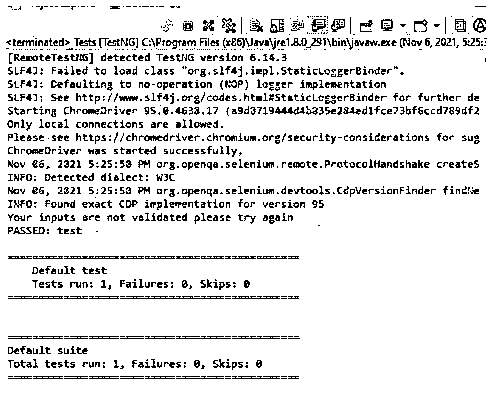 <terminated> Tests [TestNG] C:\Program Files (x86)\Java\jre1.8.0_291\bin\javaw.exe (Nov 6, 2021, 5:25:
[RemoteTestNG] detected TestNG version 6.14.3
SLF4J: Failed to load class "org.slf4j.impl.StaticLoggerBinder".
SLF4J: Defaulting to no-operation (NOP) logger implementation
SLF4J: See http://www.slf4j.org/codes.html#StaticLoggerBinder for further de
Starting ChromeDriver 95.0.4638.17
Only local connections are allowed.
Please see https://chromedriver.chromium.org/security-considerations for sug
ChromeDriver was started successfully.
Nov 06, 2021 5:25:50 PM org.openqa.selenium.remote.ProtocolHandshake createS
INFO: Detected dialect: W3C
Nov 06, 2021 5:25:50 PM org.openqa.selenium.devtools.CdpVersionFinder findNe
INFO: Found exact CDP implementation for version 95
Your inputs are not validated please try again
PASSED: test
===============================================
Default test
Tests run: 1, Failures: 0, Skips: 0
===============================================
===============================================
Default suite
Total tests run: 1, Failures: 0, Skips: 0
===============================================